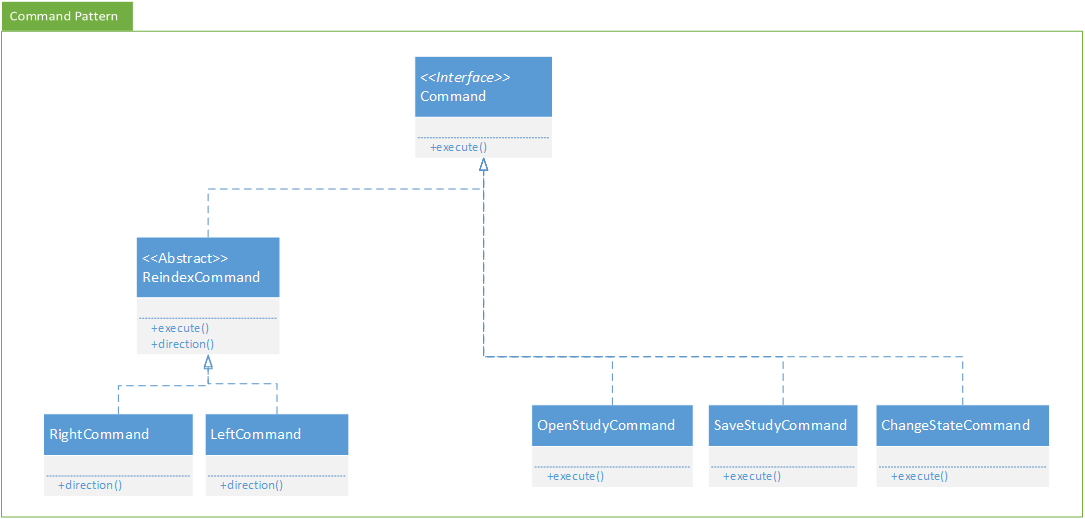 Command Pattern
<<Interface>>
Command
+execute()
<<Abstract>>
ReindexCommand
+execute()
+direction()
RightCommand
+direction()
LeftCommand
+direction()
OpenStudyCommand
+execute()
SaveStudyCommand
+execute()
ChangeStateCommand
+execute()